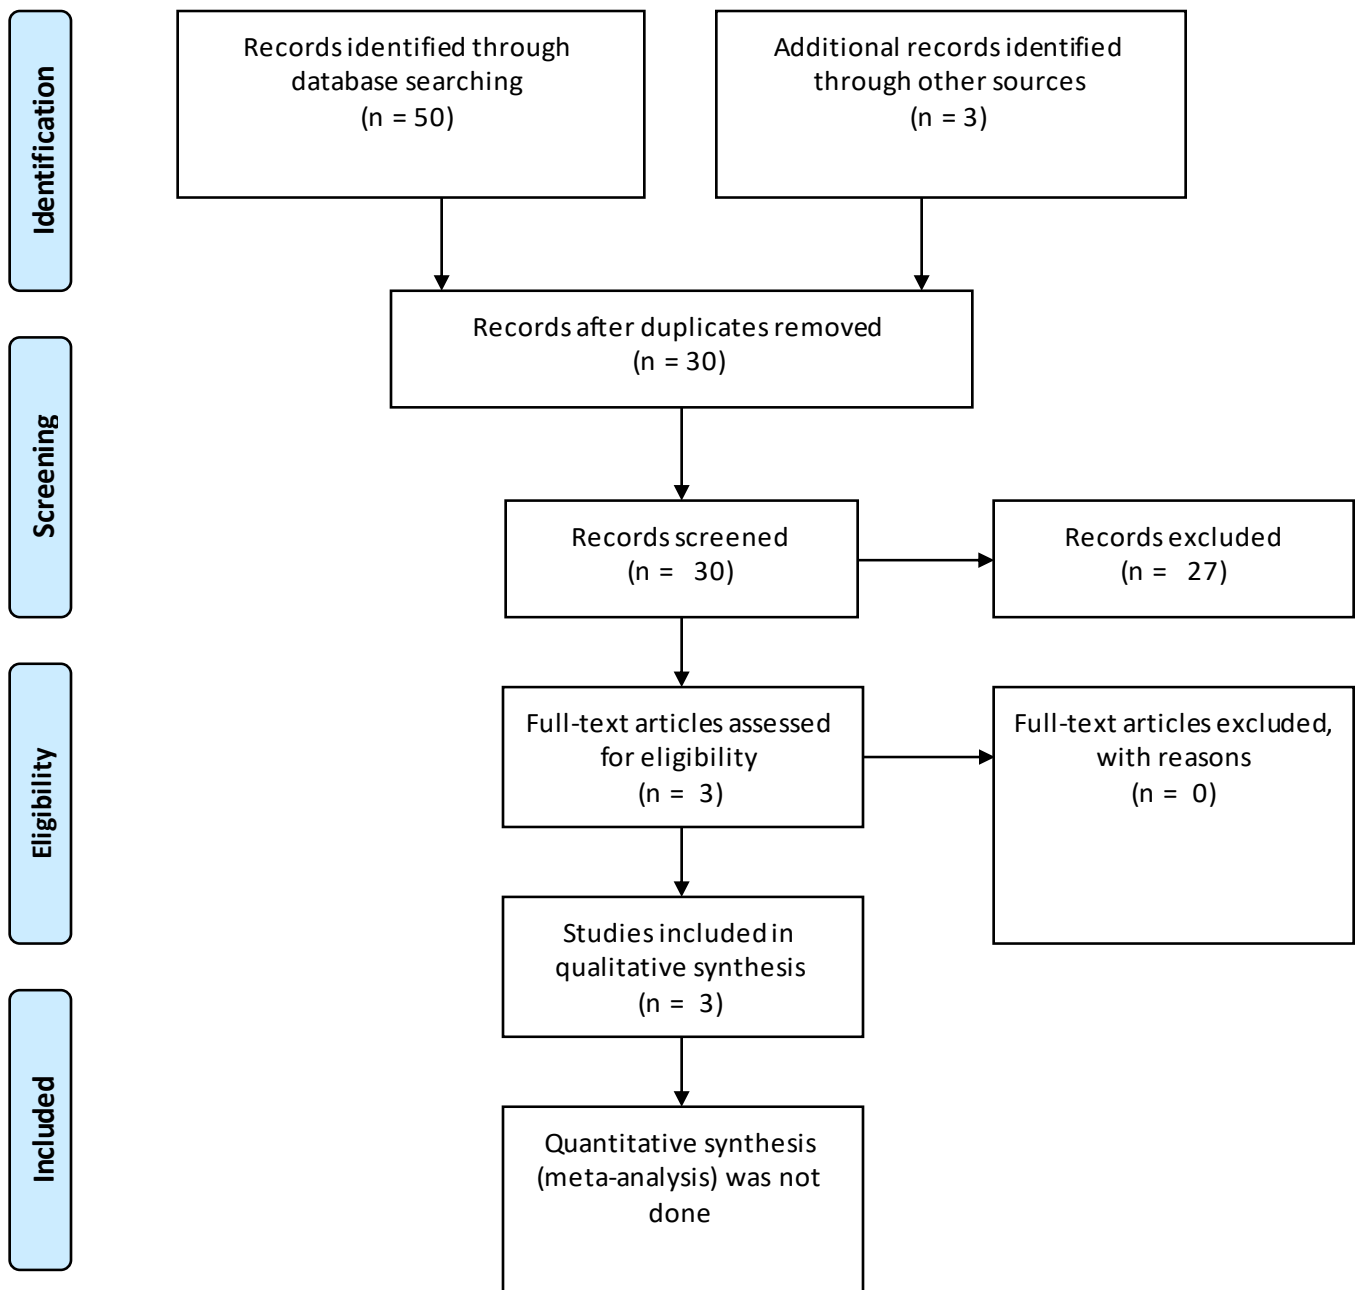 Identification
Records identified through
database searching
(n = 50)
Additional records identified
through other sources
(n = 3)
Records after duplicates removed
(n = 30)
Screening
Records screened
(n = 30)
Records excluded
(n = 27)
Eligibility
Full-text articles assessed
for eligibility
(n = 3)
Full-text articles excluded,
with reasons
(n = 0)
Studies included in
qualitative synthesis
(n = 3)
Included
Quantitative synthesis
(meta-analysis) was not
done